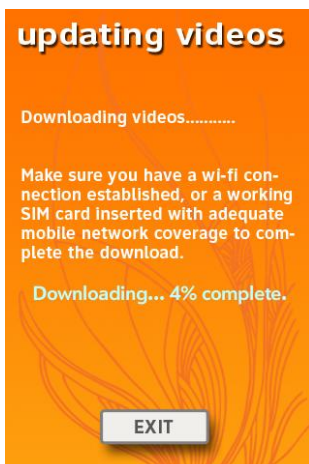 updating videos
Downloading videos...........
Make sure you have a wi-fi con-
nection established, or a working
SIM card inserted with adequate
mobile network coverage to com-
plete the download.
Downloading... 4% complete.
EXIT